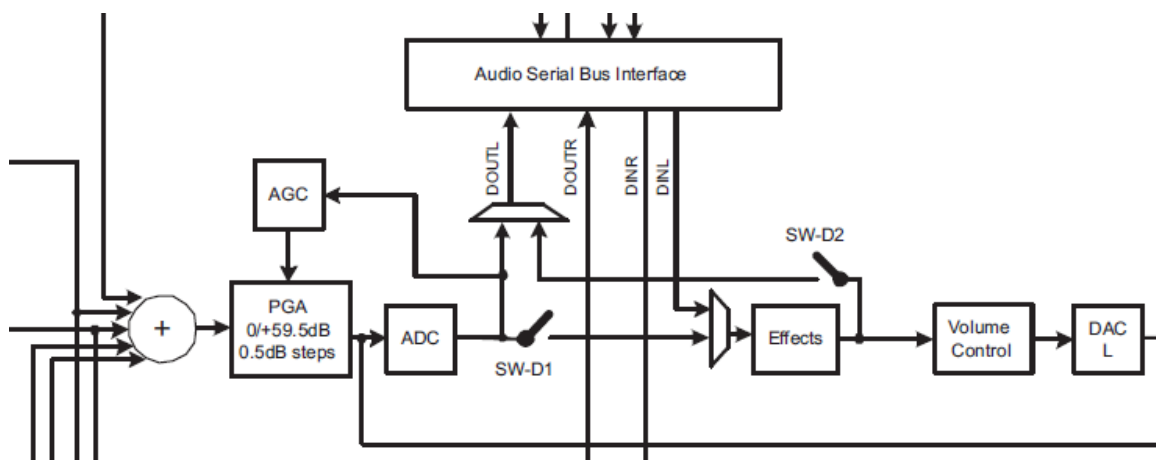 Audio Serial Bus Interface
DOUTL
DOUTR
DINR
DINL
AGC
SW-D2
PGA
0/+59.5dB
0.5dB steps
+
ADC
SW-D1
Effects
Volume
Control
DAC
L